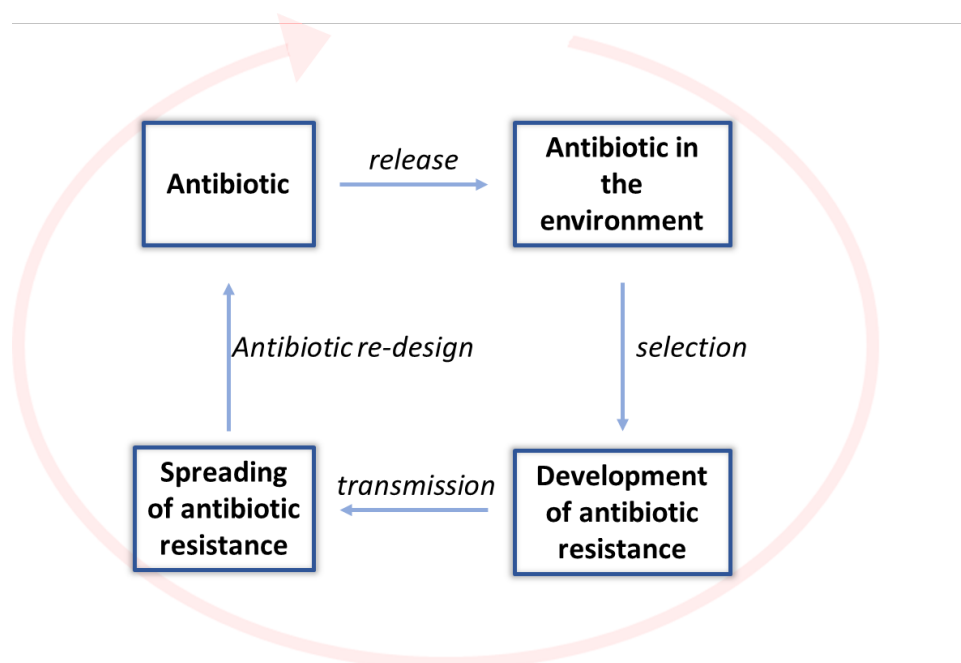 Antibiotic
release
Antibiotic in
the
environment
Antibiotic re-design
selection
Spreading
of antibiotic
resistance
transmission
Development
of antibiotic
resistance